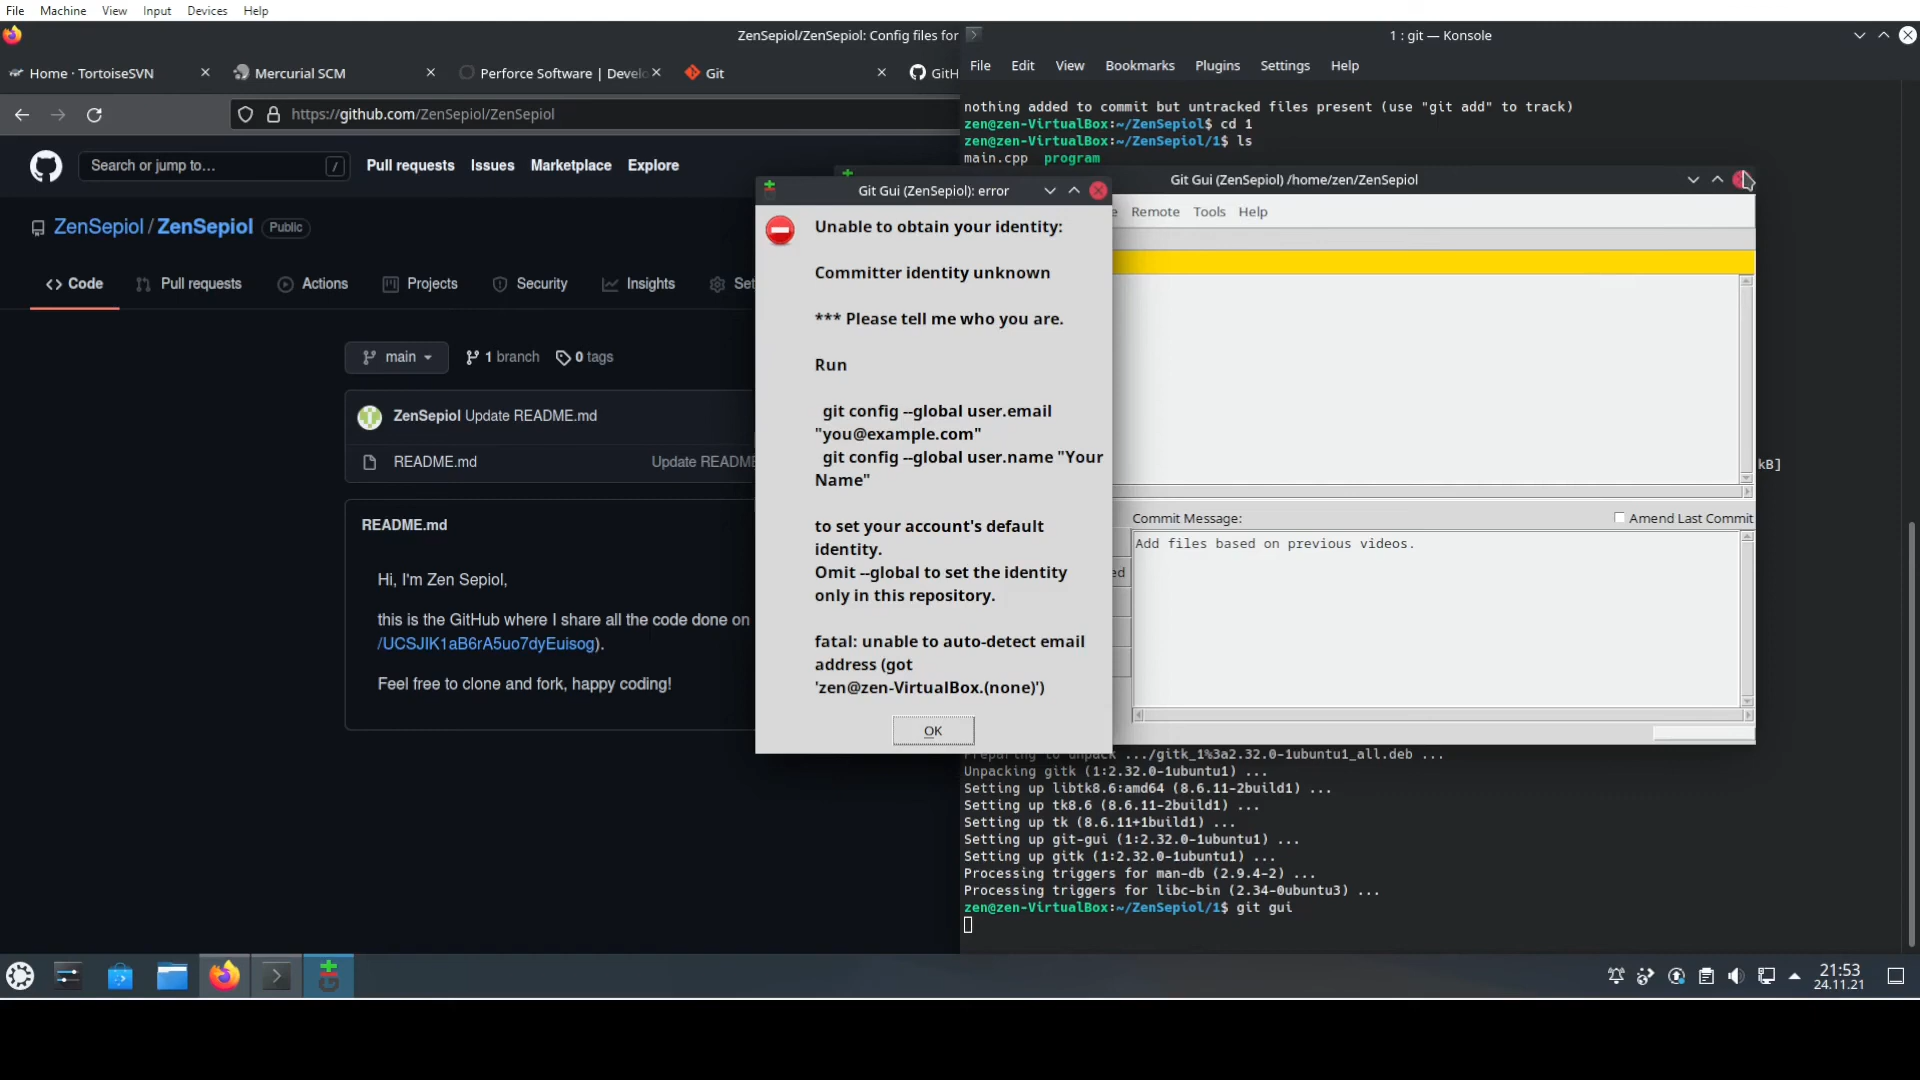 File Machine View Input Devices Help
ZenSepiol/ZenSepiol: Config files for
1 : git — Konsole
Home · TortoiseSVN
Mercurial SCM
Perforce Software | Develo
Git
GitH
File Edit View Bookmarks Plugins Settings Help
https://github.com/ZenSepiol/ZenSepiol
nothing added to commit but untracked files present (use "git add" to track)
zen@zen-VirtualBox:~/ZenSepiol$ cd 1
zen@zen-VirtualBox:~/ZenSepiol/1$ ls
main.cpp program
Search or jump to... /
Pull requests Issues Marketplace Explore
ZenSepiol / ZenSepiol Public
<> Code Pull requests Actions Projects Security Insights Set
main 1 branch 0 tags
ZenSepiol Update README.md
README.md Update README
README.md
Hi, I'm Zen Sepiol,
this is the GitHub where I share all the code done on
/UCSJIK1aB6rA5uo7dyEuisog).
Feel free to clone and fork, happy coding!
Git Gui (ZenSepiol): error
Unable to obtain your identity:
Committer identity unknown
*** Please tell me who you are.
Run
git config --global user.email
"you@example.com"
git config --global user.name "Your
Name"
to set your account's default
identity.
Omit --global to set the identity
only in this repository.
fatal: unable to auto-detect email
address (got
'zen@zen-VirtualBox.(none)')
OK
Git Gui (ZenSepiol) /home/zen/ZenSepiol
e Remote Tools Help
kB]
Commit Message: Amend Last Commit
Add files based on previous videos.
ed
Preparing to unpack .../gitk_1%3a2.32.0-1ubuntu1_all.deb ...
Unpacking gitk (1:2.32.0-1ubuntu1) ...
Setting up libtk8.6:amd64 (8.6.11-2build1) ...
Setting up tk8.6 (8.6.11-2build1) ...
Setting up tk (8.6.11+1build1) ...
Setting up git-gui (1:2.32.0-1ubuntu1) ...
Setting up gitk (1:2.32.0-1ubuntu1) ...
Processing triggers for man-db (2.9.4-2) ...
Processing triggers for libc-bin (2.34-0ubuntu3) ...
zen@zen-VirtualBox:~/ZenSepiol/1$ git gui
21:53
24.11.21